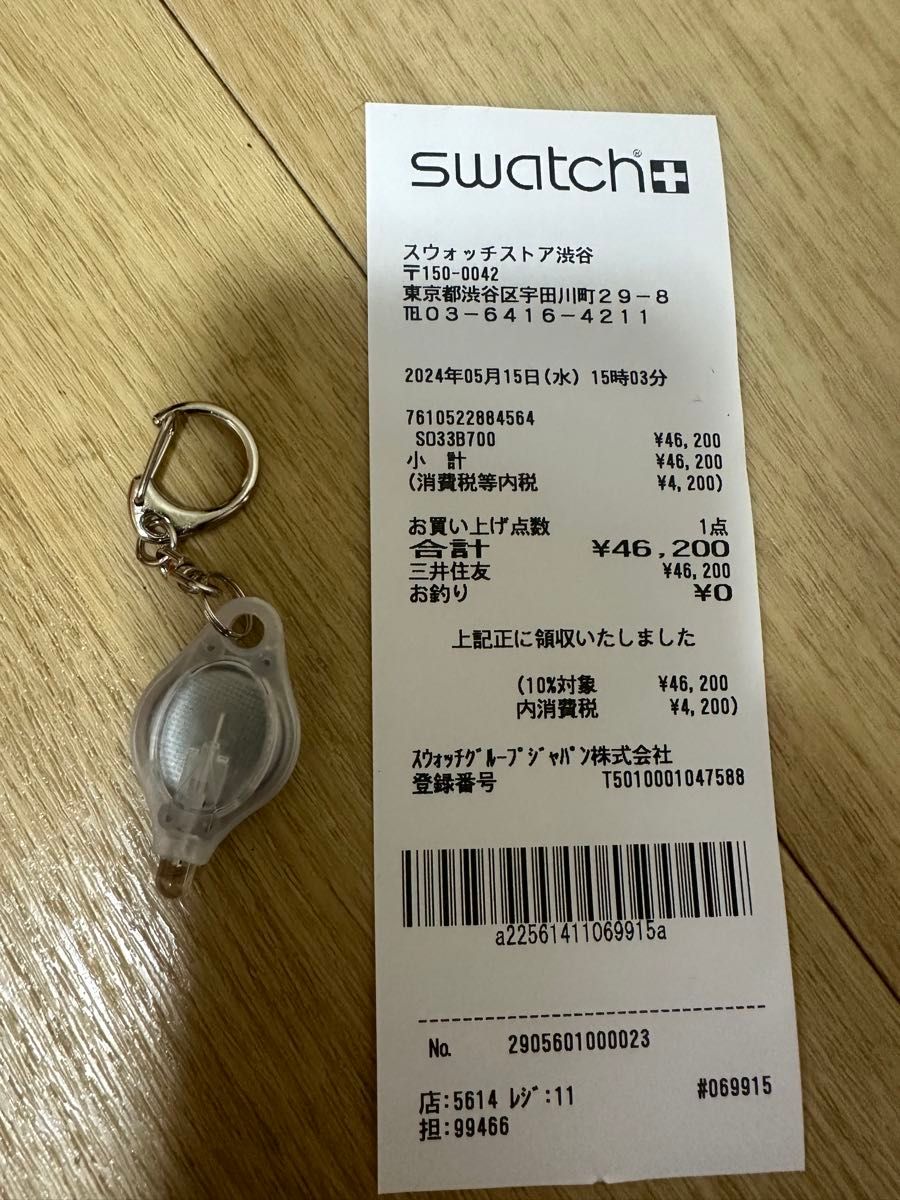 swatch
スウォッチストア渋谷
〒150-0042
東京都渋谷区宇田川町29-8
℡03-6416-4211
2024年05月15日(水) 15時03分
7610522884564
SO33B700 ¥46,200
小 計 ¥46,200
(消費税等内税 ¥4,200)
お買い上げ点数 1点
合計 ¥46,200
三井住友 ¥46,200
お釣り ¥0
上記正に領収いたしました
(10%対象 ¥46,200
内消費税 ¥4,200)
ｽｳｫｯﾁｸﾞﾙｰﾌﾟｼﾞｬﾊﾟﾝ株式会社
登録番号 T5010001047588
a22561411069915a
No. 2905601000023
店:5614 ﾚｼﾞ:11 #069915
担:99466